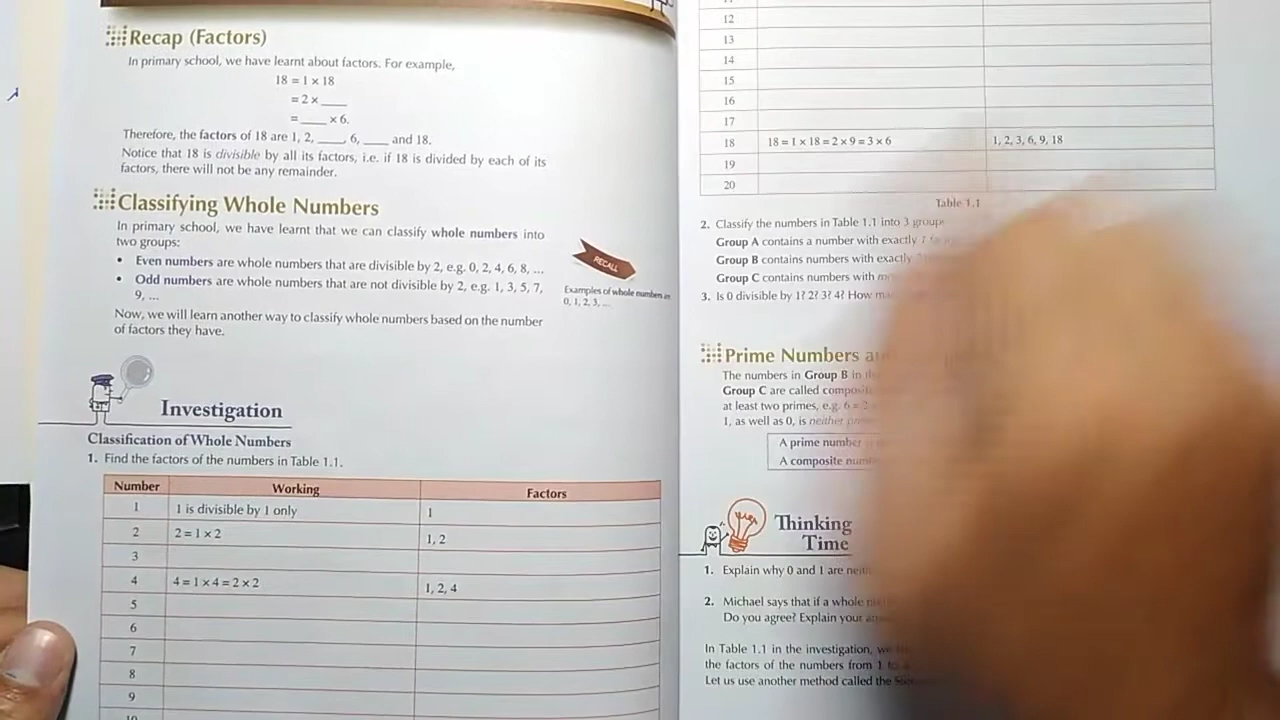 Recap (Factors)
In primary school, we have learnt about factors. For example,
18 = 1 × 18
= 2 × ____
= ____ × 6.
Therefore, the factors of 18 are 1, 2, ____, 6, ____ and 18.
Notice that 18 is divisible by all its factors, i.e. if 18 is divided by each of its
factors, there will not be any remainder.
Classifying Whole Numbers
In primary school, we have learnt that we can classify whole numbers into
two groups:
• Even numbers are whole numbers that are divisible by 2, e.g. 0, 2, 4, 6, 8, ...
• Odd numbers are whole numbers that are not divisible by 2, e.g. 1, 3, 5, 7,
9, ...
Now, we will learn another way to classify whole numbers based on the number
of factors they have.
RECALL
Examples of whole numbers
0, 1, 2, 3, ...
Investigation
Classification of Whole Numbers
1. Find the factors of the numbers in Table 1.1.
Number Working Factors
1 1 is divisible by 1 only 1
2 2 = 1 × 2 1, 2
3
4 4 = 1 × 4 = 2 × 2 1, 2, 4
5
6
7
8
9
10
12
13
14
15
16
17
18 18 = 1 × 18 = 2 × 9 = 3 × 6 1, 2, 3, 6, 9, 18
19
20
Table 1.1
2. Classify the numbers in Table 1.1 into 3 
Group A contains a number with exactly
Group B contains numbers with exactly
Group C contains numbers with
3. Is 0 divisible by 1? 2? 3? 4? How
Prime Numbers
The numbers in Group B in
Group C are called
at least two primes, e.g. 6 =
1, as well as 0, is neither
A prime number
A composite
Thinking
Time
1. Explain why 0 and 1 are
2. Michael says that if a whole
Do you agree? Explain your
In Table 1.1 in the investigation,
the factors of the numbers from 1 to
Let us use another method called the